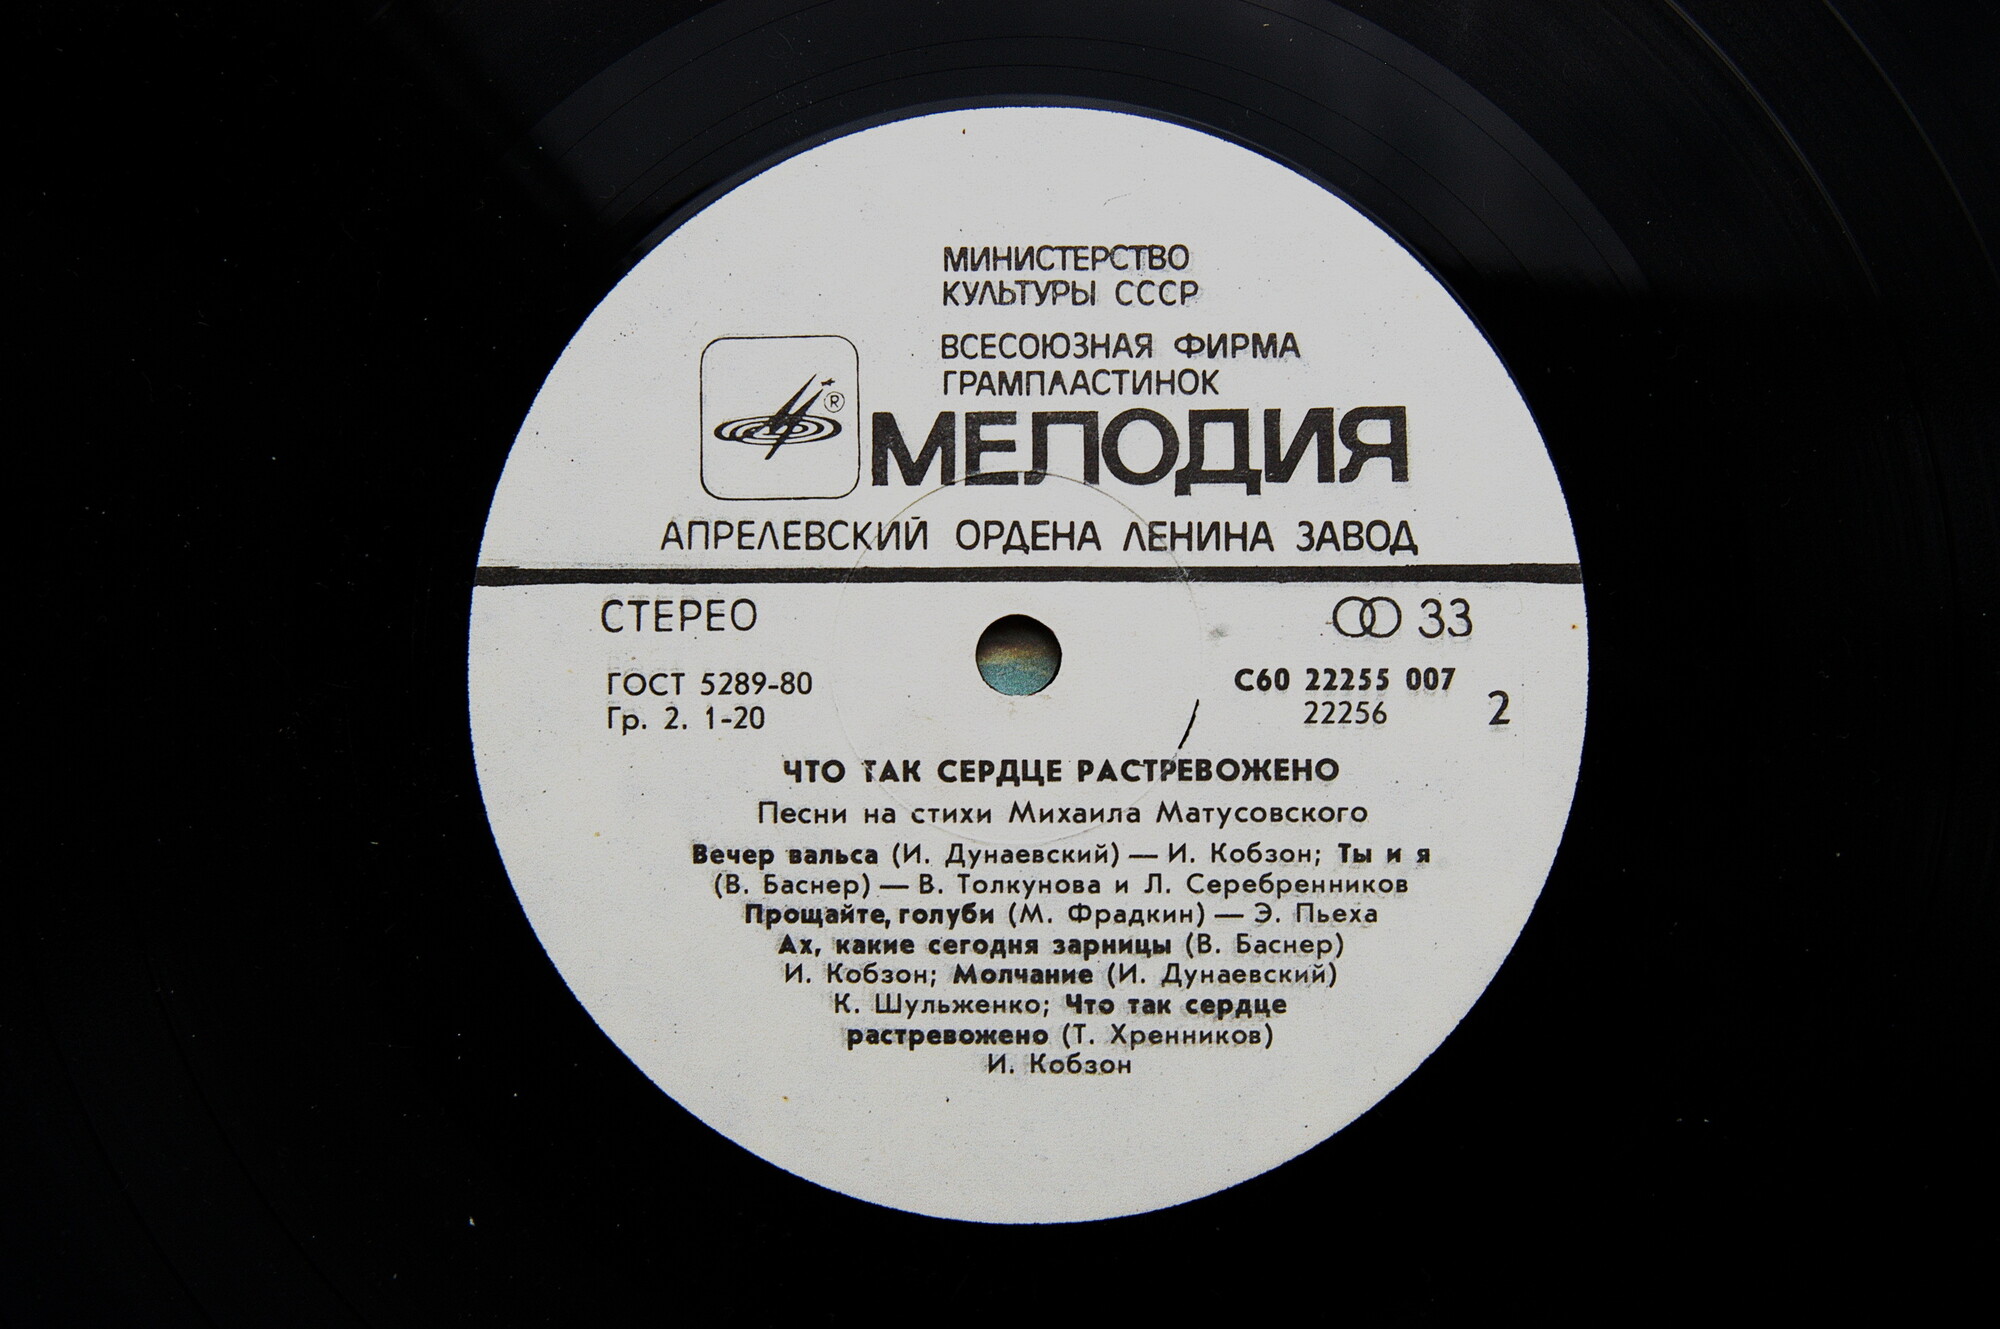 МИНИСТЕРСТВО
КУЛЬТУРЫ СССР
ВСЕСОЮЗНАЯ ФИРМА
ГРАМПЛАСТИНОК
®
МЕЛОДИЯ
АПРЕЛЕВСКИЙ ОРДЕНА ЛЕНИНА ЗАВОД
СТЕРЕО
33
ГОСТ 5289-80
Гр. 2. 1-20
С60 22255 007
22256
2
ЧТО ТАК СЕРДЦЕ РАСТРЕВОЖЕНО
Песни на стихи Михаила Матусовского
Вечер вальса (И. Дунаевский) — И. Кобзон; Ты и я
(В. Баснер) — В. Толкунова и Л. Серебренников
Прощайте, голуби (М. Фрадкин) — Э. Пьеха
Ах, какие сегодня зарницы (В. Баснер)
И. Кобзон; Молчание (И. Дунаевский)
К. Шульженко; Что так сердце
растревожено (Т. Хренников)
И. Кобзон